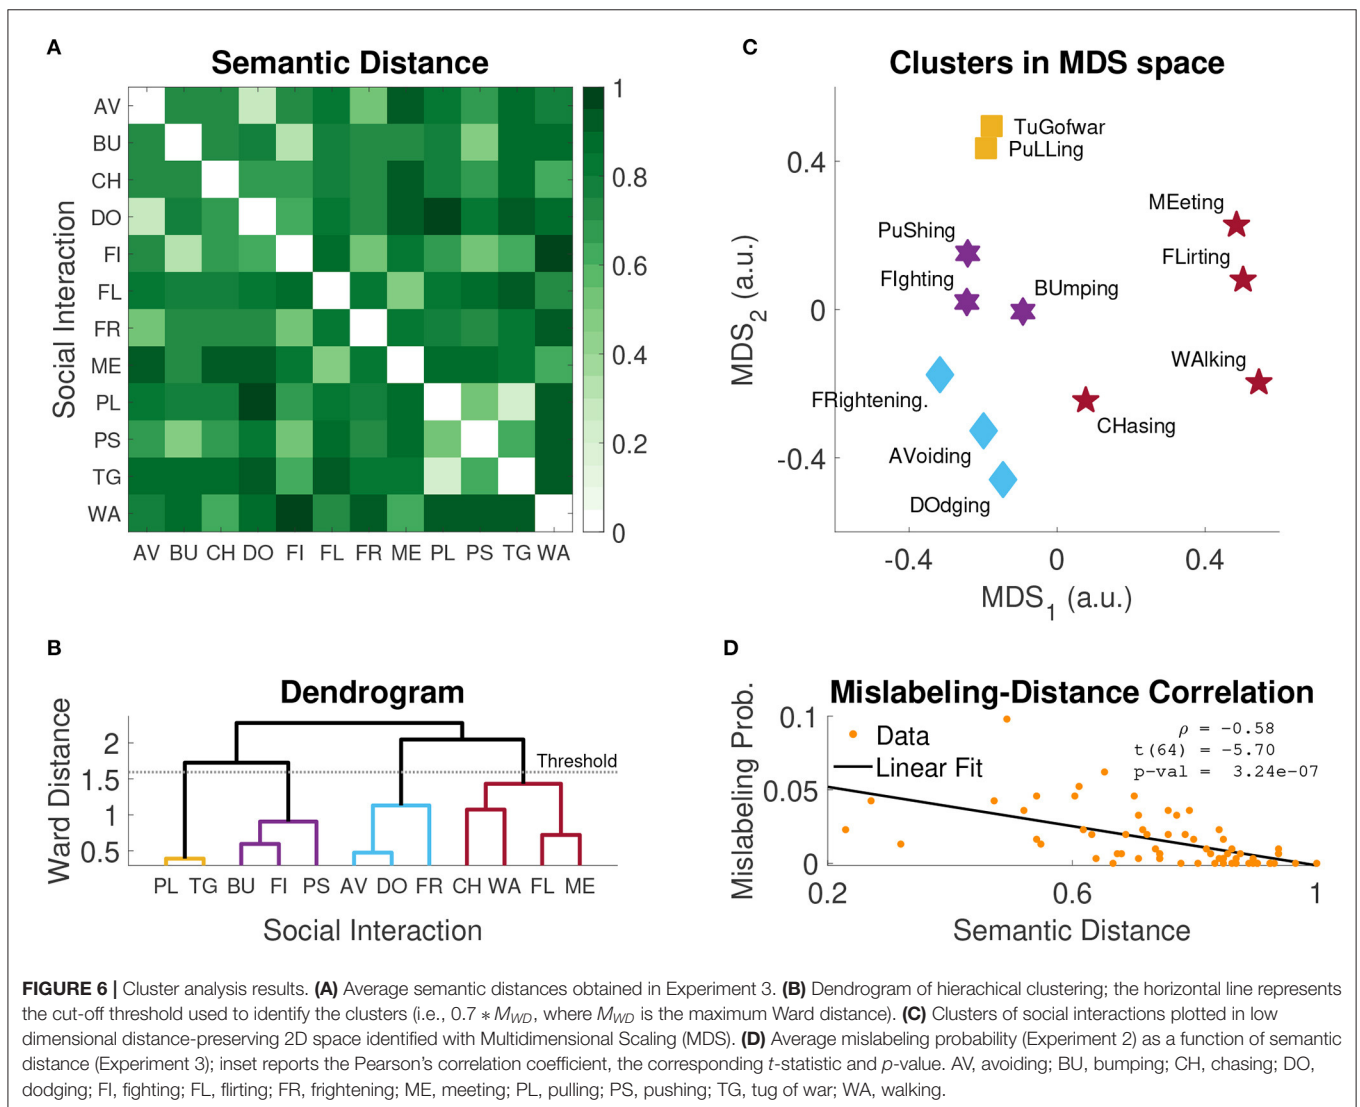 A
Semantic Distance
Social Interaction
AV
BU
CH
DO
FI
FL
FR
ME
PL
PS
TG
WA
AV BU CH DO FI FL FR ME PL PS TG WA
1
0.8
0.6
0.4
0.2
0
C
Clusters in MDS space
MDS2 (a.u.)
0.4
0
-0.4
TuGofwar
PuLLing
MEeting
PuShing
FLirting
FIghting
BUmping
WAlking
FRightening.
CHasing
AVoiding
DOdging
-0.4 0 0.4
MDS1 (a.u.)
B
Dendrogram
Ward Distance
2
1.5
1
0.5
Threshold
PL TG BU FI PS AV DO FR CH WA FL ME
Social Interaction
D
Mislabeling-Distance Correlation
Mislabeling Prob.
0.1
0.05
0
Data
Linear Fit
ρ = -0.58
t(64) = -5.70
p-val = 3.24e-07
0.2 0.6 1
Semantic Distance
FIGURE 6 | Cluster analysis results. (A) Average semantic distances obtained in Experiment 3. (B) Dendrogram of hierachical clustering; the horizontal line represents
the cut-off threshold used to identify the clusters (i.e., 0.7 * MWD, where MWD is the maximum Ward distance). (C) Clusters of social interactions plotted in low
dimensional distance-preserving 2D space identified with Multidimensional Scaling (MDS). (D) Average mislabeling probability (Experiment 2) as a function of semantic
distance (Experiment 3); inset reports the Pearson's correlation coefficient, the corresponding t-statistic and p-value. AV, avoiding; BU, bumping; CH, chasing; DO,
dodging; FI, fighting; FL, flirting; FR, frightening; ME, meeting; PL, pulling; PS, pushing; TG, tug of war; WA, walking.